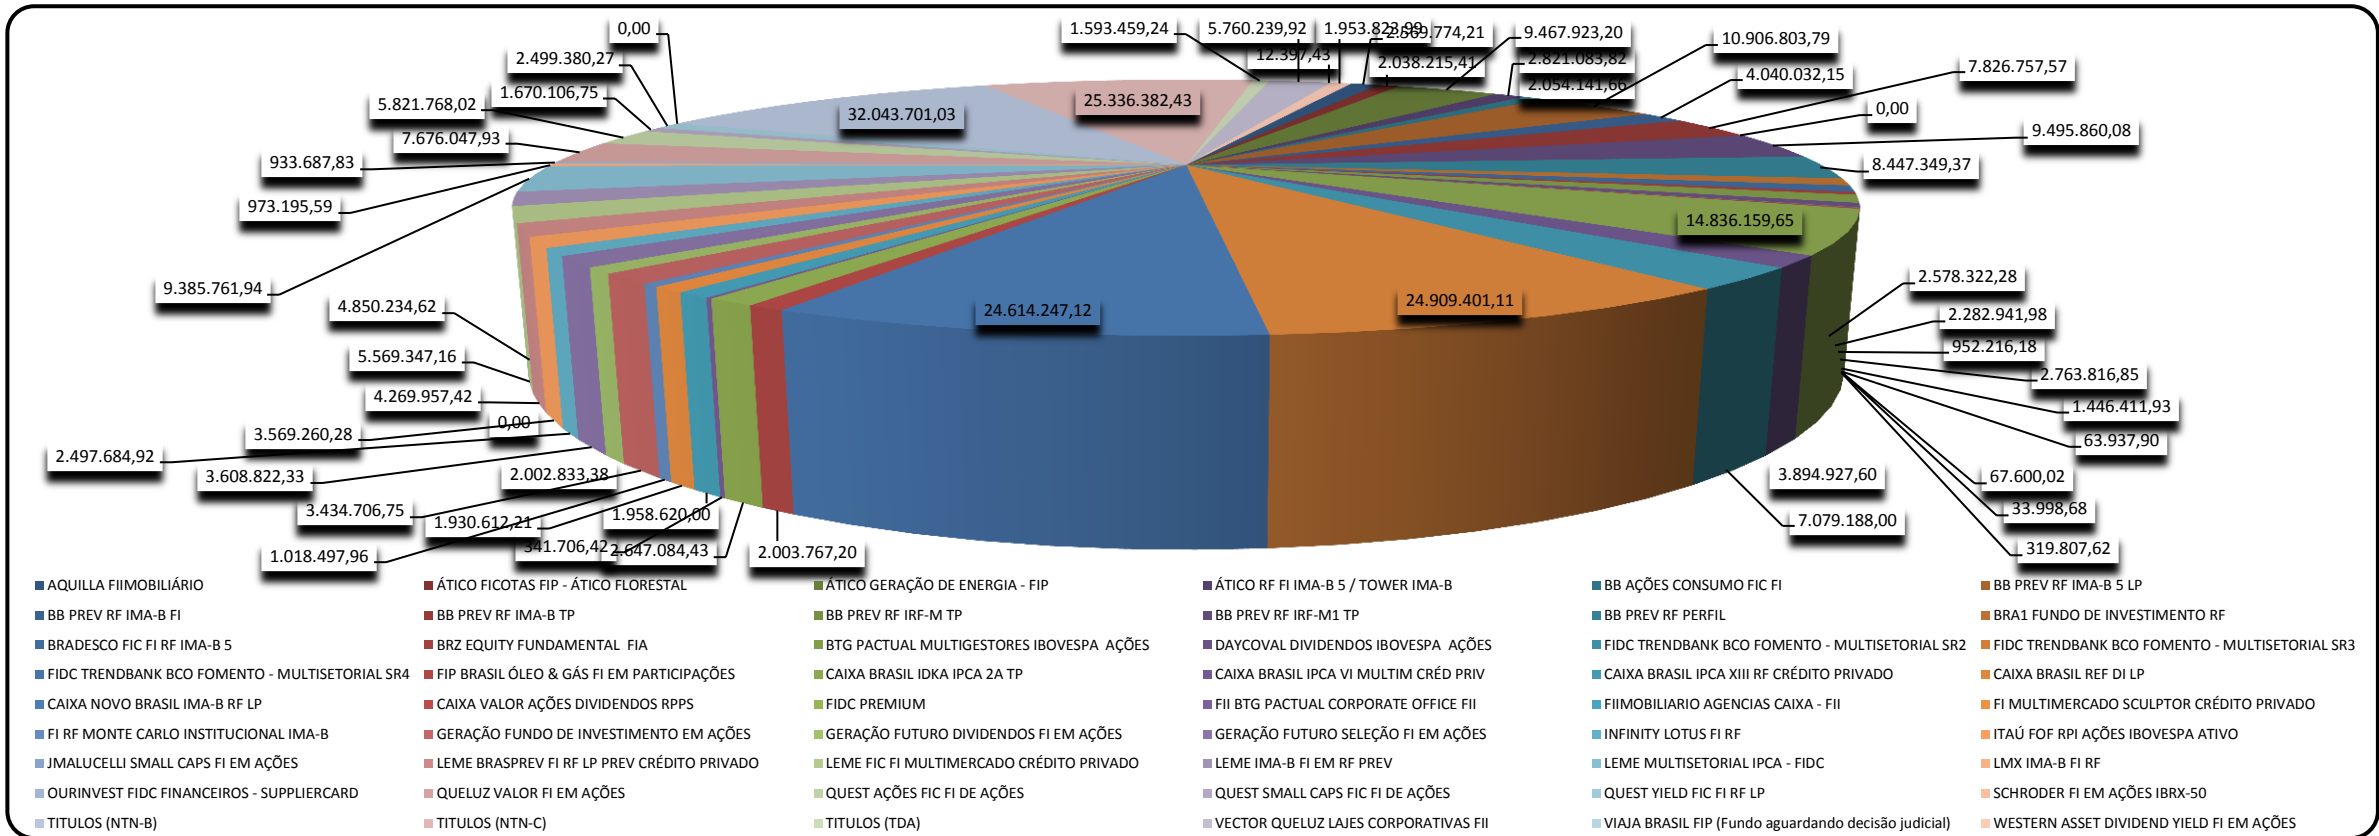 0,00
1.593.459,24
5.760.239,92
1.953.823,99
2.569.774,21
9.467.923,20
10.906.803,79
2.499.380,27
12.397,43
2.038.215,41
2.821.083,82
4.040.032,15
7.826.757,57
5.821.768,02
1.670.106,75
32.043.701,03
25.336.382,43
2.054.141,66
0,00
7.676.047,93
9.495.860,08
933.687,83
8.447.349,37
973.195,59
14.836.159,65
9.385.761,94
2.578.322,28
4.850.234,62
24.614.247,12
24.909.401,11
2.282.941,98
5.569.347,16
952.216,18
4.269.957,42
2.763.816,85
3.569.260,28
0,00
1.446.411,93
2.497.684,92
63.937,90
3.608.822,33
2.002.833,38
3.894.927,60
67.600,02
3.434.706,75
1.930.612,21
1.958.620,00
7.079.188,00
33.998,68
1.018.497,96
341.706,42
2.647.084,43
2.003.767,20
319.807,62
AQUILLA FIIMOBILIÁRIO
ÁTICO FICOTAS FIP - ÁTICO FLORESTAL
ÁTICO GERAÇÃO DE ENERGIA - FIP
ÁTICO RF FI IMA-B 5 / TOWER IMA-B
BB AÇÕES CONSUMO FIC FI
BB PREV RF IMA-B 5 LP
BB PREV RF IMA-B FI
BB PREV RF IMA-B TP
BB PREV RF IRF-M TP
BB PREV RF IRF-M1 TP
BB PREV RF PERFIL
BRA1 FUNDO DE INVESTIMENTO RF
BRADESCO FIC FI RF IMA-B 5
BRZ EQUITY FUNDAMENTAL FIA
BTG PACTUAL MULTIGESTORES IBOVESPA AÇÕES
DAYCOVAL DIVIDENDOS IBOVESPA AÇÕES
FIDC TRENDBANK BCO FOMENTO - MULTISETORIAL SR2
FIDC TRENDBANK BCO FOMENTO - MULTISETORIAL SR3
FIDC TRENDBANK BCO FOMENTO - MULTISETORIAL SR4
FIP BRASIL ÓLEO & GÁS FI EM PARTICIPAÇÕES
CAIXA BRASIL IDKA IPCA 2A TP
CAIXA BRASIL IPCA VI MULTIM CRÉD PRIV
CAIXA BRASIL IPCA XIII RF CRÉDITO PRIVADO
CAIXA BRASIL REF DI LP
CAIXA NOVO BRASIL IMA-B RF LP
CAIXA VALOR AÇÕES DIVIDENDOS RPPS
FIDC PREMIUM
FII BTG PACTUAL CORPORATE OFFICE FII
FIIMOBILIARIO AGENCIAS CAIXA - FII
FI MULTIMERCADO SCULPTOR CRÉDITO PRIVADO
FI RF MONTE CARLO INSTITUCIONAL IMA-B
GERAÇÃO FUNDO DE INVESTIMENTO EM AÇÕES
GERAÇÃO FUTURO DIVIDENDOS FI EM AÇÕES
GERAÇÃO FUTURO SELEÇÃO FI EM AÇÕES
INFINITY LOTUS FI RF
ITAÚ FOF RPI AÇÕES IBOVESPA ATIVO
JMALUCELLI SMALL CAPS FI EM AÇÕES
LEME BRASPREV FI RF LP PREV CRÉDITO PRIVADO
LEME FIC FI MULTIMERCADO CRÉDITO PRIVADO
LEME IMA-B FI EM RF PREV
LEME MULTISETORIAL IPCA - FIDC
LMX IMA-B FI RF
OURINVEST FIDC FINANCEIROS - SUPPLIERCARD
QUELUZ VALOR FI EM AÇÕES
QUEST AÇÕES FIC FI DE AÇÕES
QUEST SMALL CAPS FIC FI DE AÇÕES
QUEST YIELD FIC FI RF LP
SCHRODER FI EM AÇÕES IBRX-50
TITULOS (NTN-B)
TITULOS (NTN-C)
TITULOS (TDA)
VECTOR QUELUZ LAJES CORPORATIVAS FII
VIAJA BRASIL FIP (Fundo aguardando decisão judicial)
WESTERN ASSET DIVIDEND YIELD FI EM AÇÕES